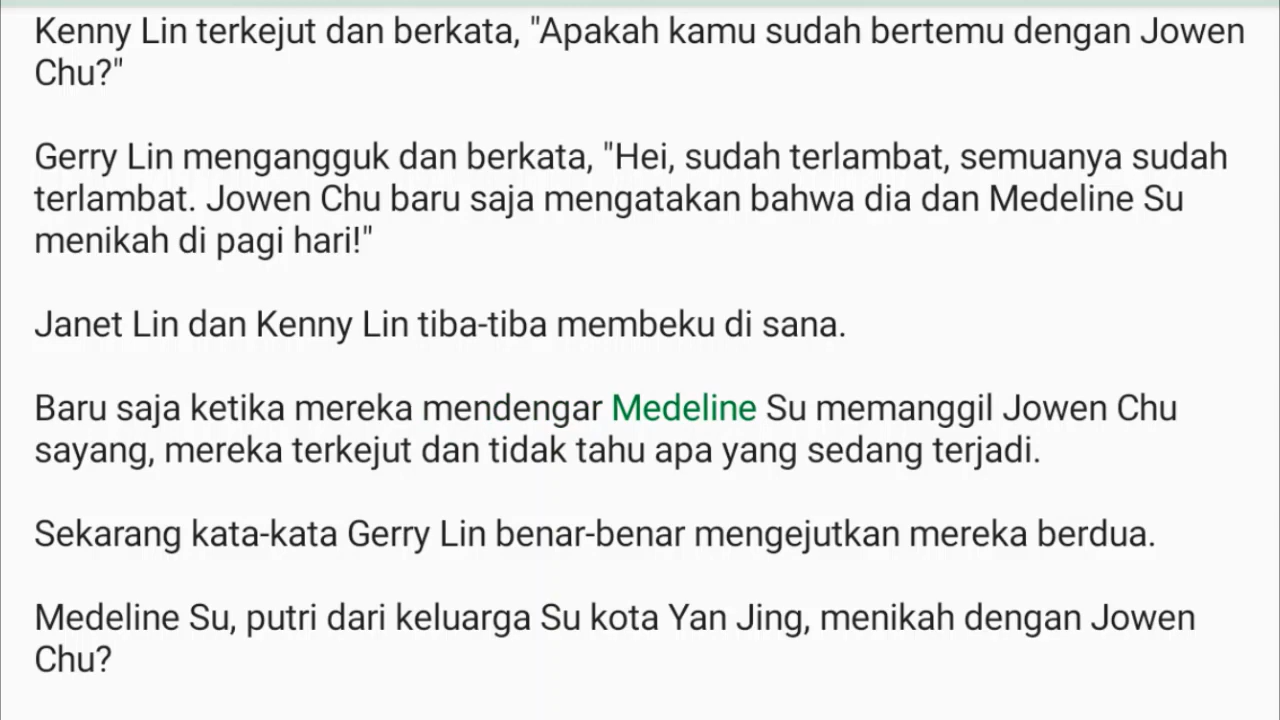 Kenny Lin terkejut dan berkata, "Apakah kamu sudah bertemu dengan Jowen
Chu?"
Gerry Lin mengangguk dan berkata, "Hei, sudah terlambat, semuanya sudah
terlambat. Jowen Chu baru saja mengatakan bahwa dia dan Medeline Su
menikah di pagi hari!"
Janet Lin dan Kenny Lin tiba-tiba membeku di sana.
Baru saja ketika mereka mendengar Medeline Su memanggil Jowen Chu
sayang, mereka terkejut dan tidak tahu apa yang sedang terjadi.
Sekarang kata-kata Gerry Lin benar-benar mengejutkan mereka berdua.
Medeline Su, putri dari keluarga Su kota Yan Jing, menikah dengan Jowen
Chu?